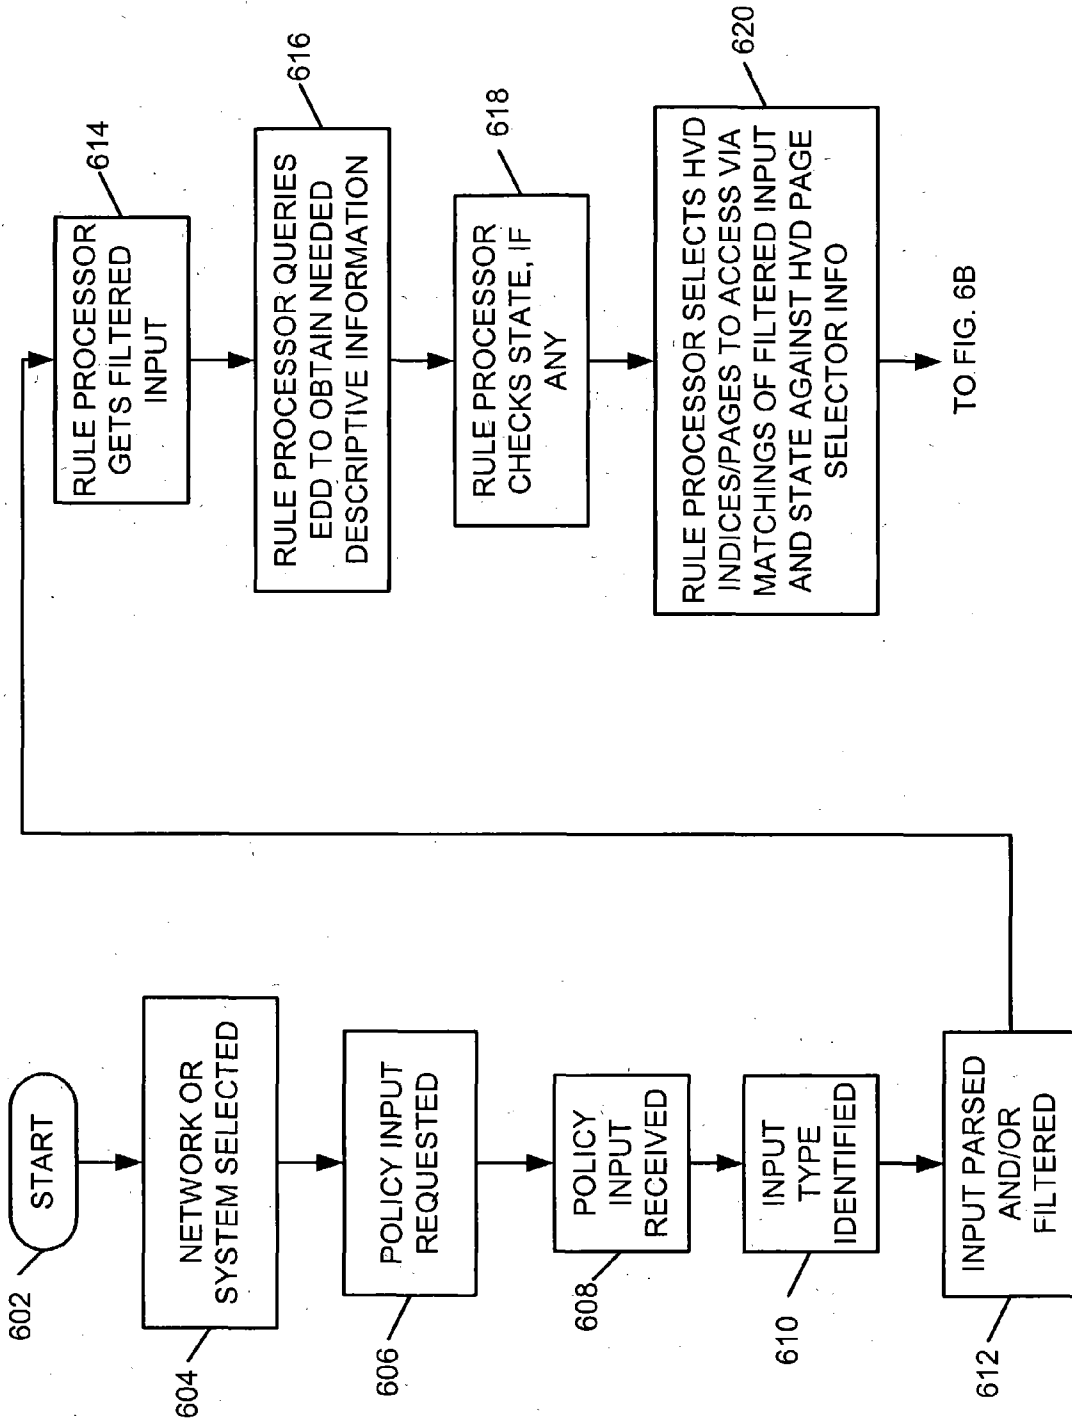 602
START
604
NETWORK OR
SYSTEM SELECTED
606
POLICY INPUT
REQUESTED
608
POLICY
INPUT
RECEIVED
610
INPUT
TYPE
IDENTIFIED
612
INPUT PARSED
AND/OR
FILTERED
614
RULE PROCESSOR
GETS FILTERED
INPUT
616
RULE PROCESSOR QUERIES
EDD TO OBTAIN NEEDED
DESCRIPTIVE INFORMATION
618
RULE PROCESSOR
CHECKS STATE, IF
ANY
620
RULE PROCESSOR SELECTS HVD
INDICES/PAGES TO ACCESS VIA
MATCHINGS OF FILTERED INPUT
AND STATE AGAINST HVD PAGE
SELECTOR INFO
TO FIG. 6B